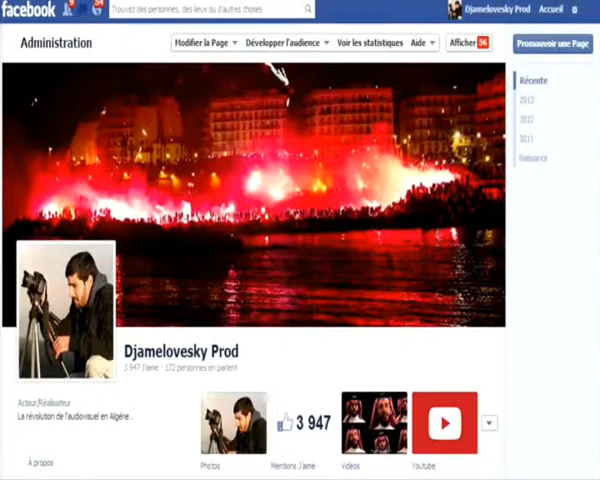 facebook
Trouvez des personnes, des lieux ou d'autres choses
Djamelovesky Prod Accueil
Administration
Modifier la Page Développer l'audience Voir les statistiques Aide Afficher 56
Promouvoir une Page
Récente
2013
2012
2011
Naissance
Djamelovesky Prod
3 947 J'aime · 172 personnes en parlent
Acteur/Réalisateur
La révolution de l'audiovisuel en Algérie .
À propos
3 947
Photos
Mentions J'aime
Vidéos
Youtube